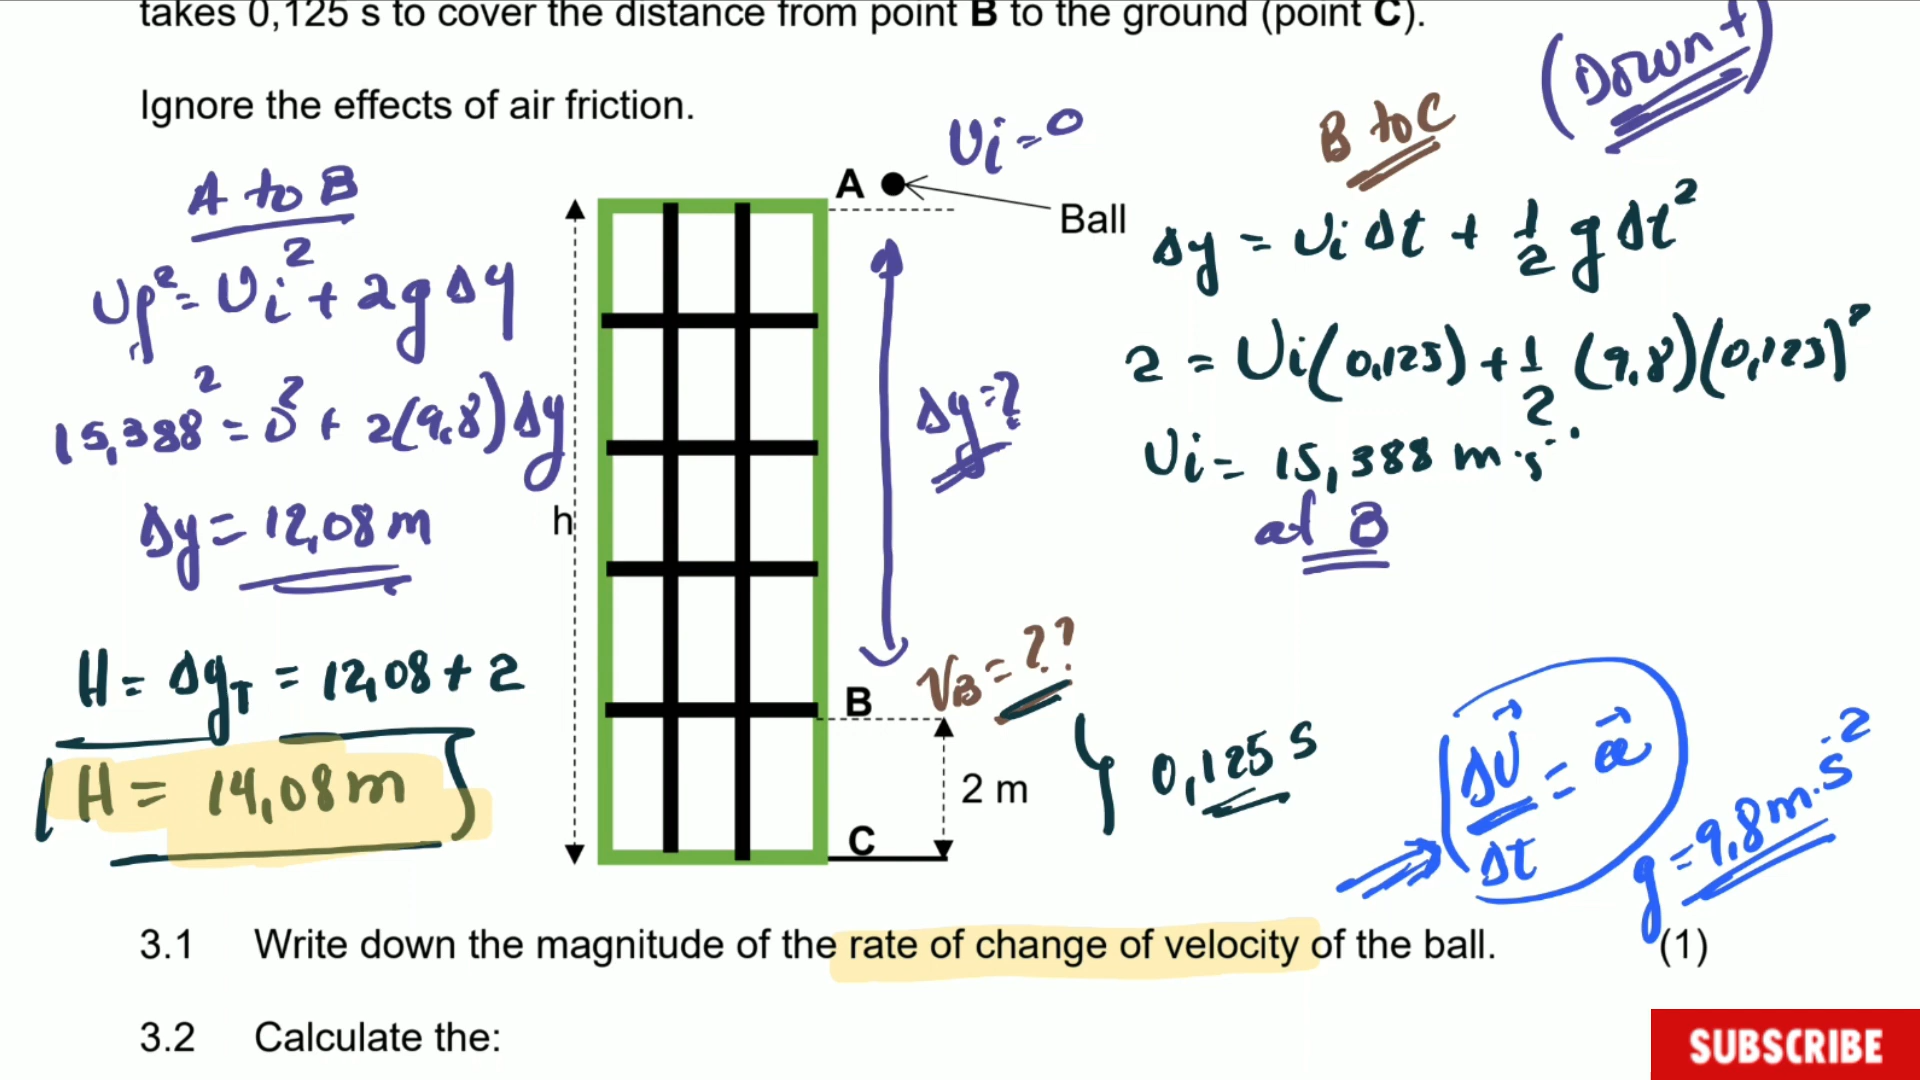 takes 0,125 s to cover the distance from point B to the ground (point C).
(Down +)
Ignore the effects of air friction.
A to B
Vf² = Vi² + 2gΔy
15,388² = 0² + 2(9,8)Δy
Δy = 12,08 m
H = ΔyT = 12,08 + 2
H = 14,08 m
h
A
Vi = 0
Ball
Δy = ?
B
VB = ??
2 m
0,125 s
C
B to C
Δy = Vi Δt + 1/2 g Δt²
2 = Vi(0,125) + 1/2 (9,8)(0,125)²
Vi = 15,388 m·s⁻¹
at B
Δv/Δt = a
g = 9,8 m·s⁻²
3.1 Write down the magnitude of the rate of change of velocity of the ball. (1)
3.2 Calculate the:
SUBSCRIBE